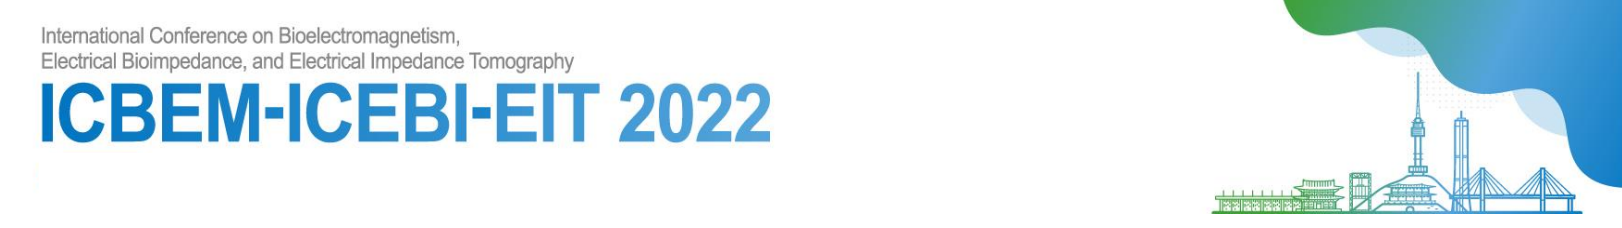 International Conference on Bioelectromagnetism,
Electrical Bioimpedance, and Electrical Impedance Tomography
ICBEM-ICEBI-EIT 2022